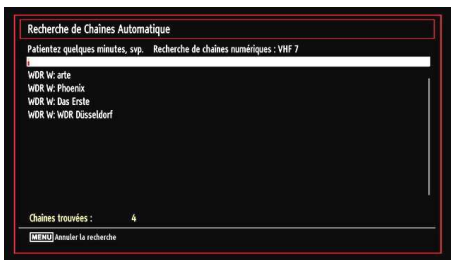 Recherche de Chaînes Automatique
Patientez quelques minutes, svp. Recherche de chaînes numériques : VHF 7
WDR W: arte
WDR W: Phoenix
WDR W: Das Erste
WDR W: WDR Düsseldorf
Chaînes trouvées : 4
MENU Annuler la recherche